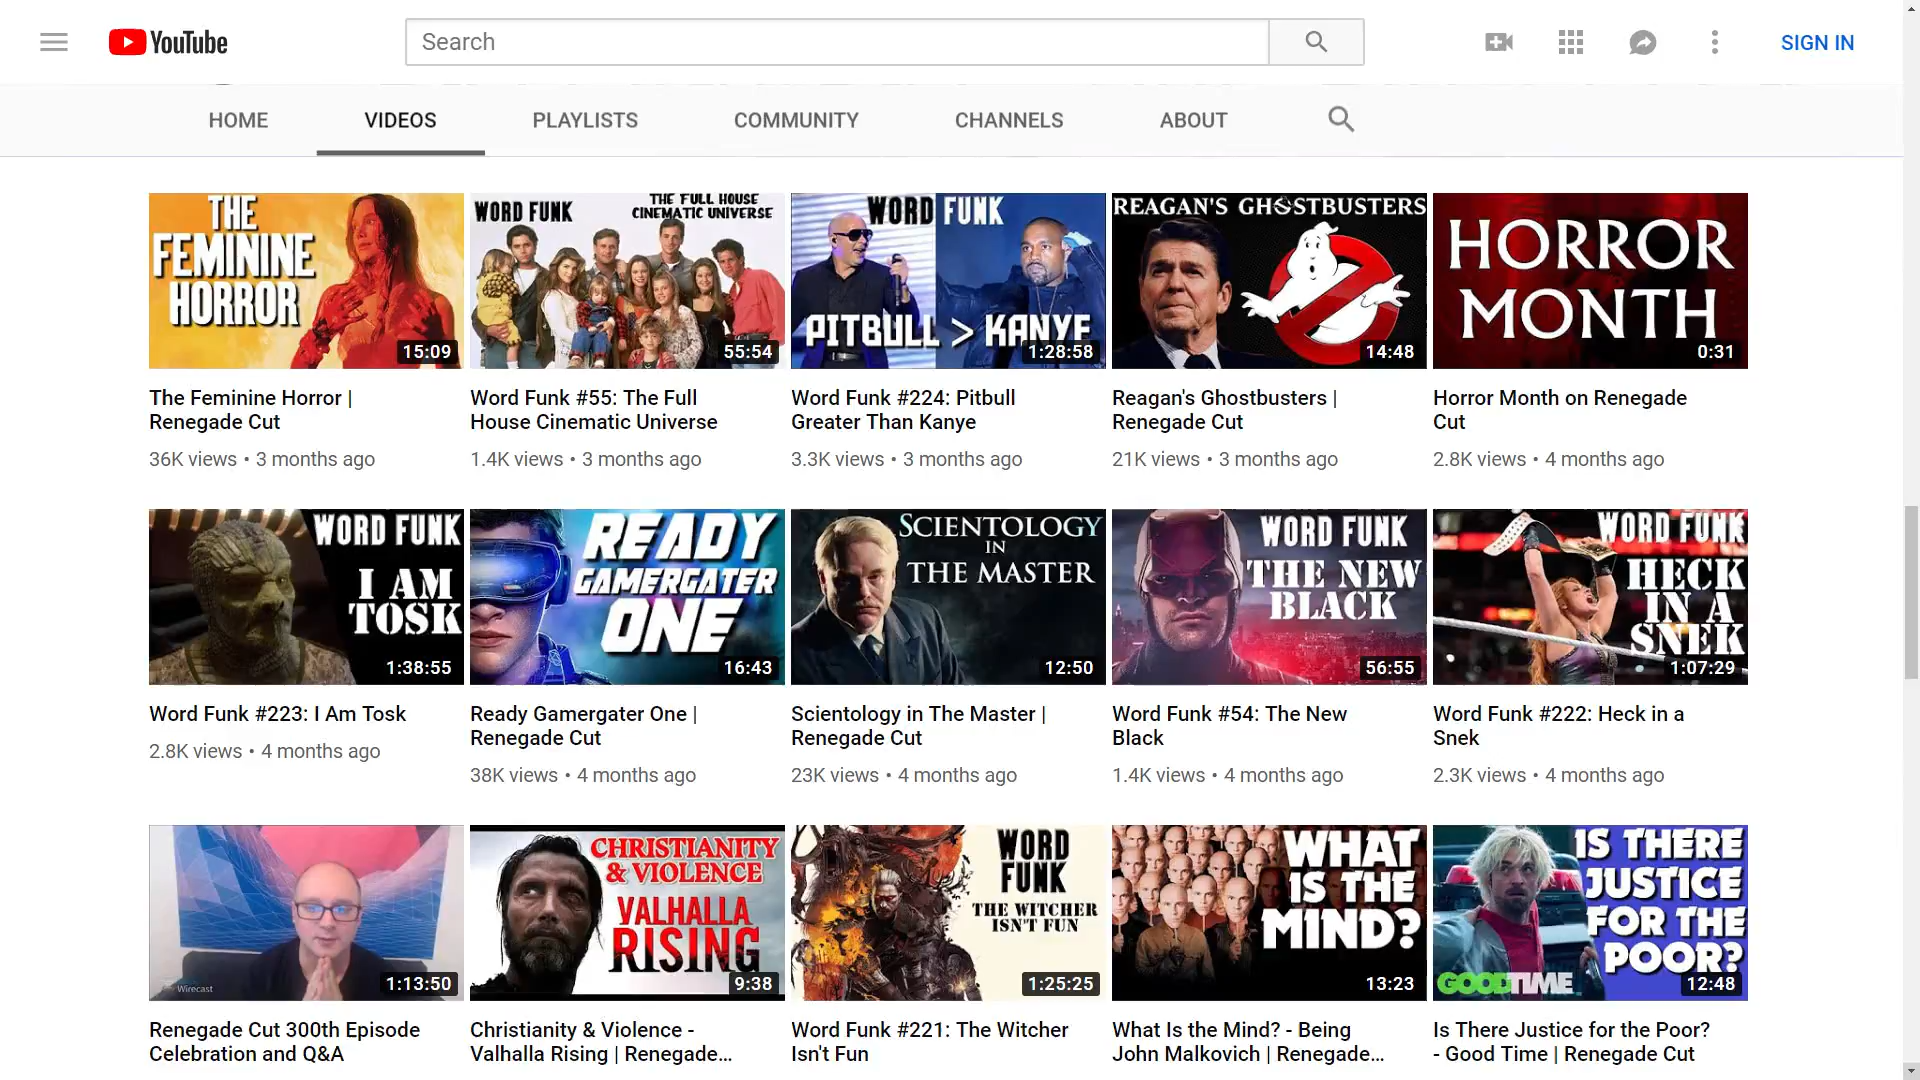 YouTube
Search
SIGN IN
HOME
VIDEOS
PLAYLISTS
COMMUNITY
CHANNELS
ABOUT
THE
FEMININE
HORROR
15:09
WORD FUNK
THE FULL HOUSE
CINEMATIC UNIVERSE
55:54
WORD FUNK
PITBULL > KANYE
1:28:58
REAGAN'S GHOSTBUSTERS
14:48
HORROR
MONTH
0:31
The Feminine Horror |
Renegade Cut
36K views • 3 months ago
Word Funk #55: The Full
House Cinematic Universe
1.4K views • 3 months ago
Word Funk #224: Pitbull
Greater Than Kanye
3.3K views • 3 months ago
Reagan's Ghostbusters |
Renegade Cut
21K views • 3 months ago
Horror Month on Renegade
Cut
2.8K views • 4 months ago
WORD FUNK
I AM
TOSK
1:38:55
READY
GAMERGATER
ONE
16:43
SCIENTOLOGY
IN
THE MASTER
12:50
WORD FUNK
THE NEW
BLACK
56:55
WORD FUNK
HECK
IN A
SNEK
1:07:29
Word Funk #223: I Am Tosk
2.8K views • 4 months ago
Ready Gamergater One |
Renegade Cut
38K views • 4 months ago
Scientology in The Master |
Renegade Cut
23K views • 4 months ago
Word Funk #54: The New
Black
1.4K views • 4 months ago
Word Funk #222: Heck in a
Snek
2.3K views • 4 months ago
Wirecast
1:13:50
CHRISTIANITY
& VIOLENCE
VALHALLA
RISING
9:38
WORD
FUNK
THE WITCHER
ISN'T FUN
1:25:25
WHAT
IS THE
MIND?
13:23
IS THERE
JUSTICE
FOR THE
POOR?
GOOD TIME
12:48
Renegade Cut 300th Episode
Celebration and Q&A
Christianity & Violence -
Valhalla Rising | Renegade...
Word Funk #221: The Witcher
Isn't Fun
What Is the Mind? - Being
John Malkovich | Renegade...
Is There Justice for the Poor?
- Good Time | Renegade Cut